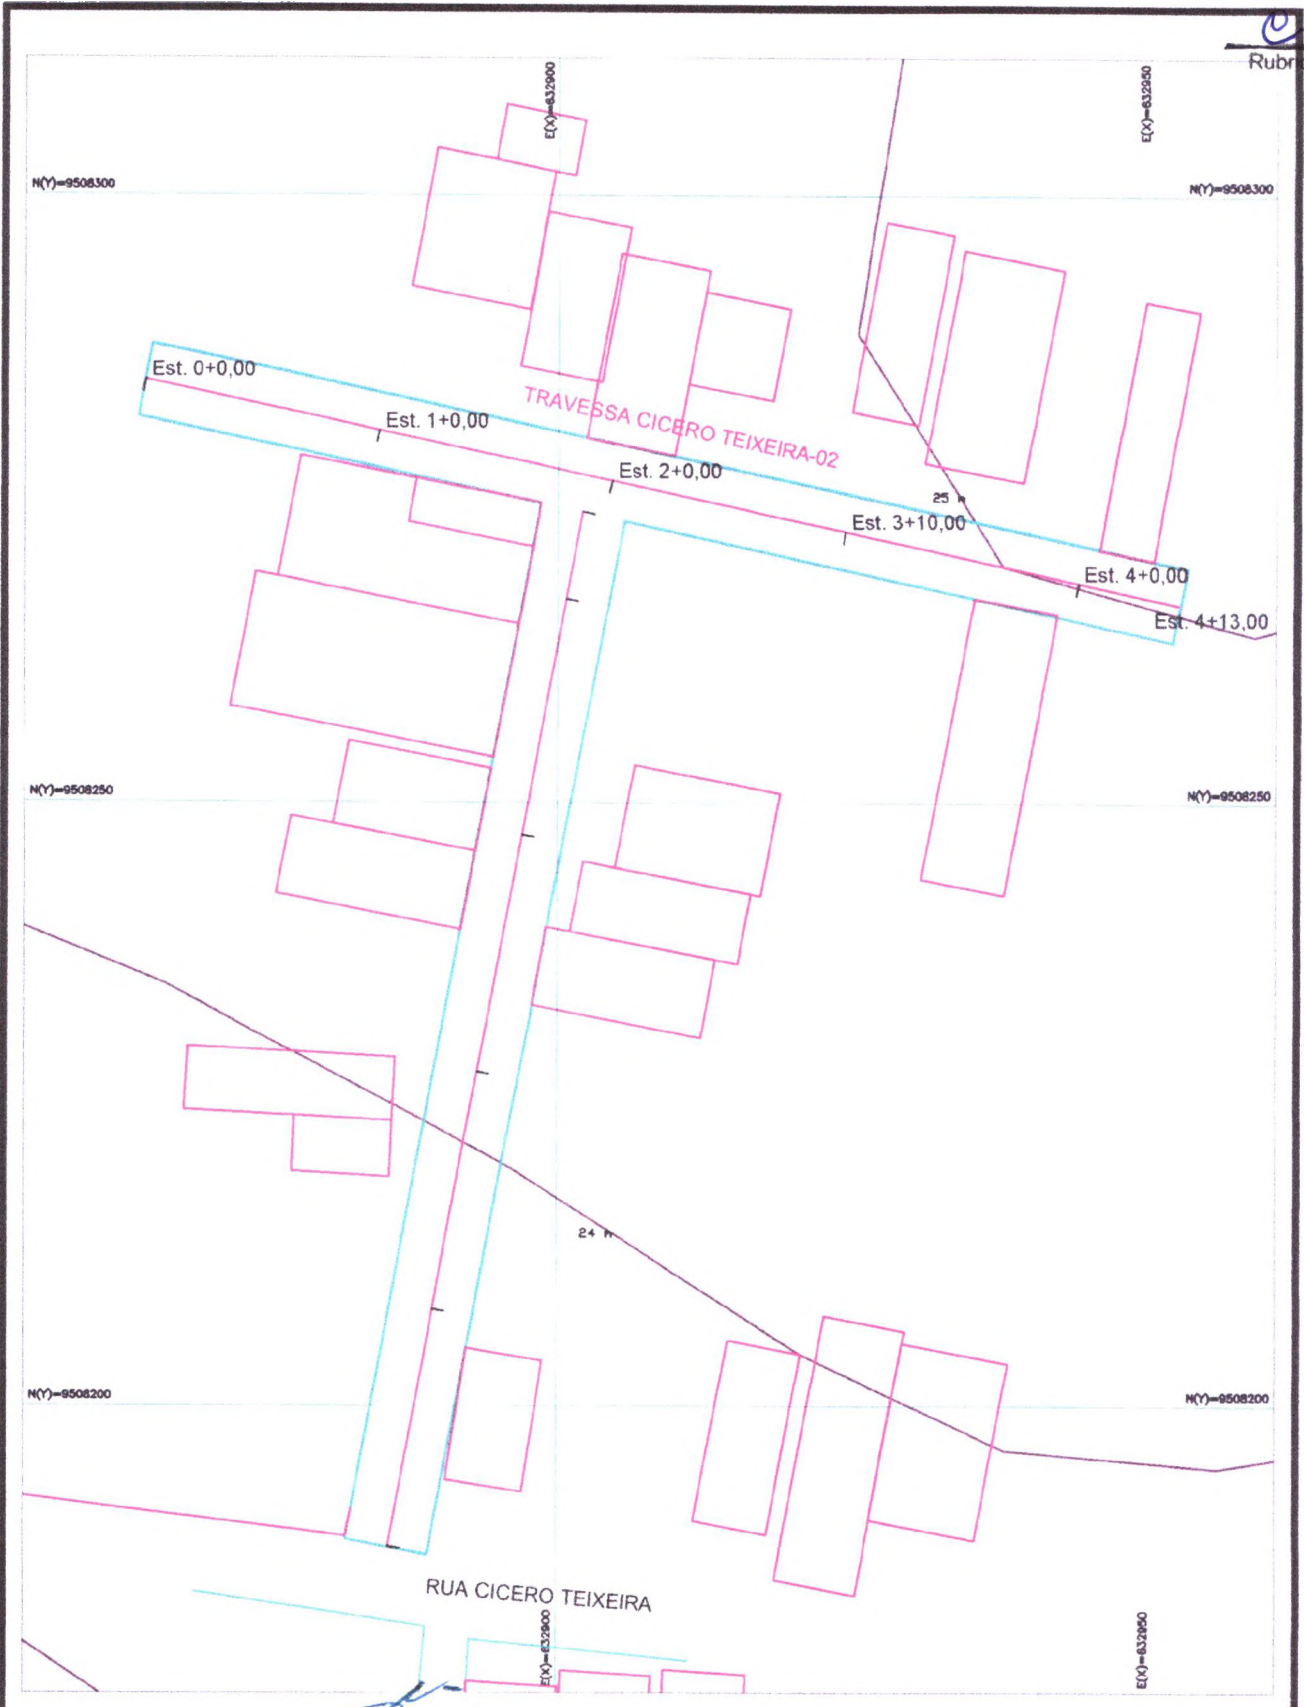 E(X)=632900
E(X)=632950
N(Y)=9508300
N(Y)=9508300
Est. 0+0,00
Est. 1+0,00
TRAVESSA CICERO TEIXEIRA-02
Est. 2+0,00
25 m
Est. 3+10,00
Est. 4+0,00
Est. 4+13,00
N(Y)=9508250
N(Y)=9508250
24 m
N(Y)=9508200
N(Y)=9508200
RUA CICERO TEIXEIRA
E(X)=632900
E(X)=632950